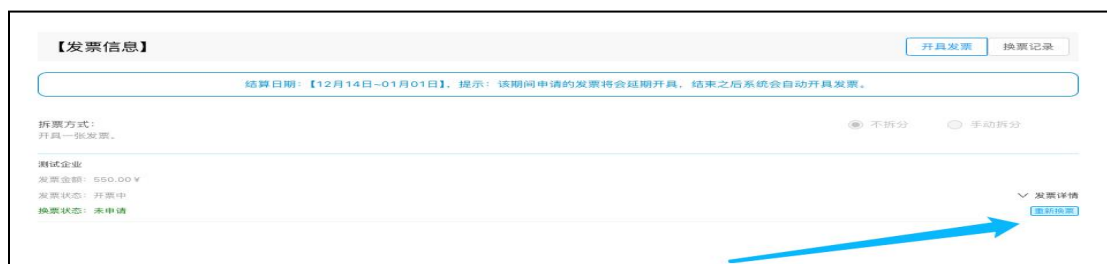 【发票信息】 开具发票 换票记录
结算日期：【12月14日~01月01日】，提示：该期间申请的发票将会延期开具，结束之后系统会自动开具发票。
拆票方式： 不拆分 手动拆分
开具一张发票。
测试企业
发票金额：550.00￥
发票状态：开票中 发票详情
换票状态：未申请 重新换票